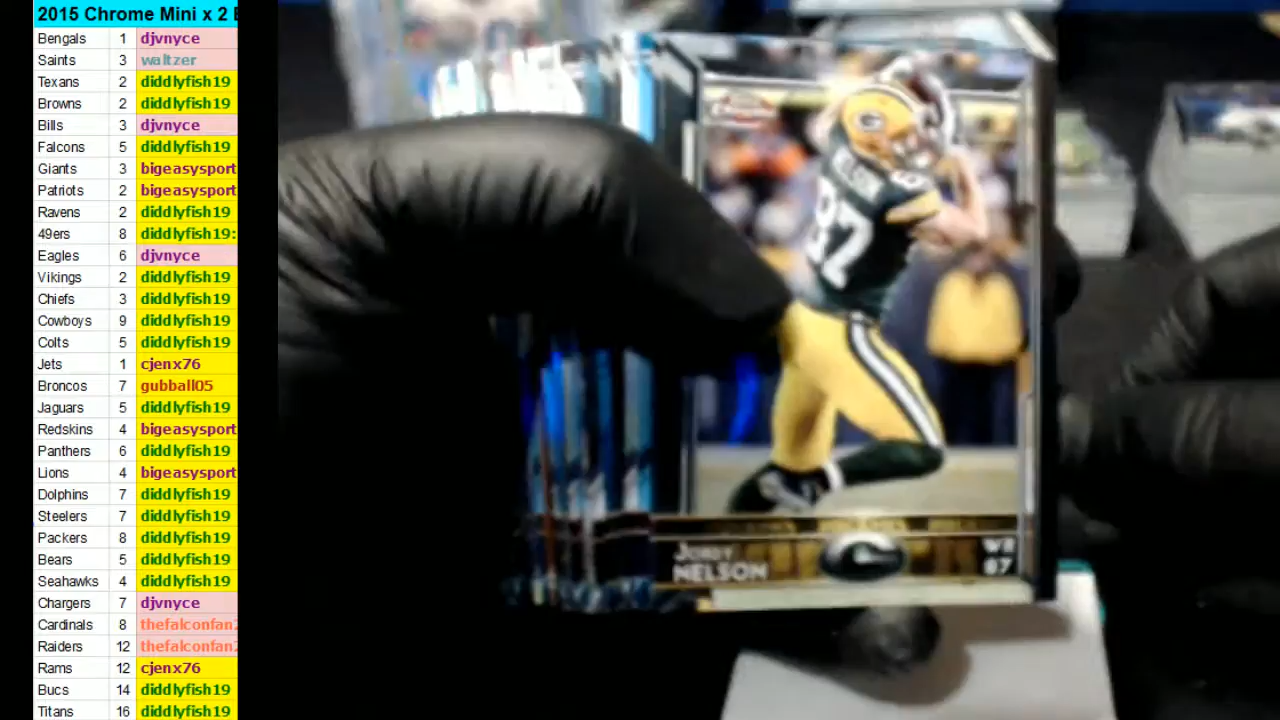 2015 Chrome Mini x 2
Bengals 1 djvnyce
Saints 3 waltzer
Texans 2 diddlyfish19
Browns 2 diddlyfish19
Bills 3 djvnyce
Falcons 5 diddlyfish19
Giants 3 bigeasysport
Patriots 2 bigeasysport
Ravens 2 diddlyfish19
49ers 8 diddlyfish19:
Eagles 6 djvnyce
Vikings 2 diddlyfish19
Chiefs 3 diddlyfish19
Cowboys 9 diddlyfish19
Colts 5 diddlyfish19
Jets 1 cjenx76
Broncos 7 gubball05
Jaguars 5 diddlyfish19
Redskins 4 bigeasysport
Panthers 6 diddlyfish19
Lions 4 bigeasysport
Dolphins 7 diddlyfish19
Steelers 7 diddlyfish19
Packers 8 diddlyfish19
Bears 5 diddlyfish19
Seahawks 4 diddlyfish19
Chargers 7 djvnyce
Cardinals 8 thefalconfan
Raiders 12 thefalconfan
Rams 12 cjenx76
Bucs 14 diddlyfish19
Titans 16 diddlyfish19
NELSON
87
G
JORDY
NELSON
WR
87